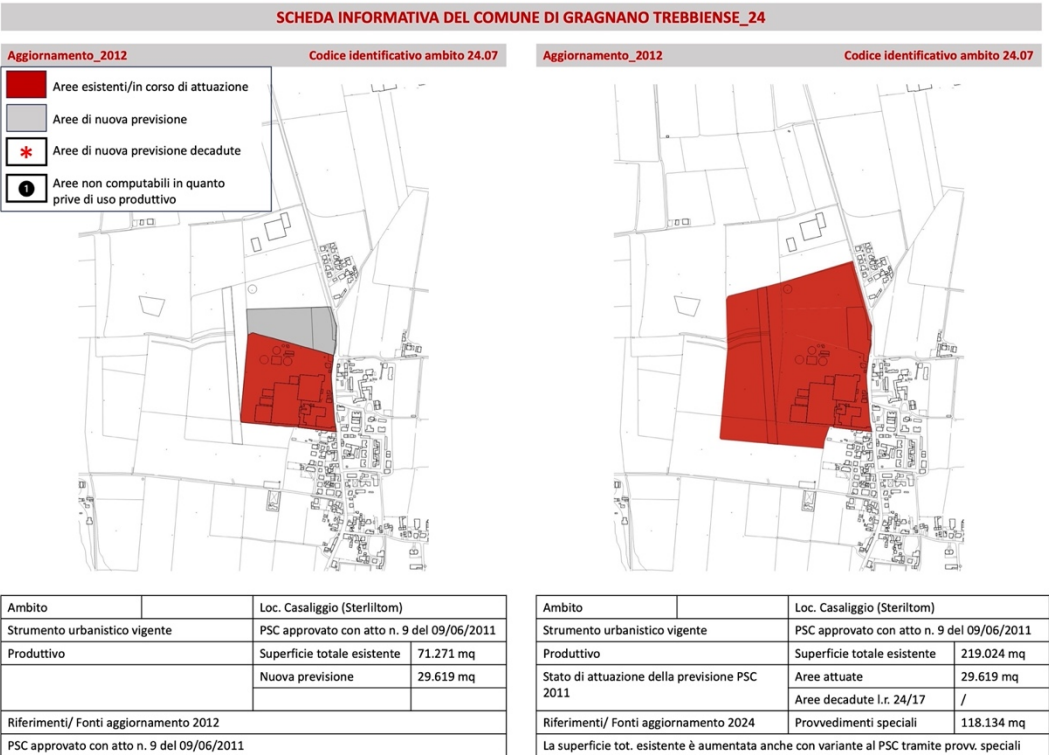 SCHEDA INFORMATIVA DEL COMUNE DI GRAGNANO TREBBIENSE_24
Aggiornamento_2012 Codice identificativo ambito 24.07
Aree esistenti/in corso di attuazione
Aree di nuova previsione
* Aree di nuova previsione decadute
1 Aree non computabili in quanto
prive di uso produttivo
Ambito Loc. Casaliggio (Sterliltom)
Strumento urbanistico vigente PSC approvato con atto n. 9 del 09/06/2011
Produttivo Superficie totale esistente 71.271 mq
Nuova previsione 29.619 mq
Riferimenti/ Fonti aggiornamento 2012
PSC approvato con atto n. 9 del 09/06/2011
Aggiornamento_2012 Codice identificativo ambito 24.07
Ambito Loc. Casaliggio (Steriltom)
Strumento urbanistico vigente PSC approvato con atto n. 9 del 09/06/2011
Produttivo Superficie totale esistente 219.024 mq
Stato di attuazione della previsione PSC
2011
Aree attuate 29.619 mq
Aree decadute l.r. 24/17 /
Riferimenti/ Fonti aggiornamento 2024 Provvedimenti speciali 118.134 mq
La superficie tot. esistente è aumentata anche con variante al PSC tramite provv. speciali